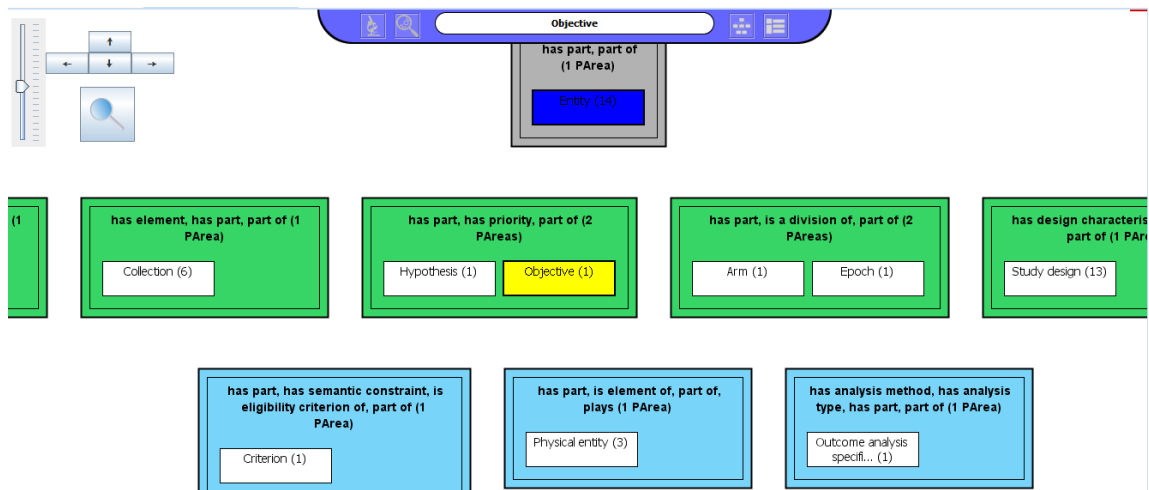 Objective
has part, part of
(1 PArea)
Entity (14)
(1
has element, has part, part of (1
PArea)
Collection (6)
has part, has priority, part of (2
PAreas)
Hypothesis (1)
Objective (1)
has part, is a division of, part of (2
PAreas)
Arm (1)
Epoch (1)
has design characteris
part of (1 PAr
Study design (13)
has part, has semantic constraint, is
eligibility criterion of, part of (1
PArea)
Criterion (1)
has part, is element of, part of,
plays (1 PArea)
Physical entity (3)
has analysis method, has analysis
type, has part, part of (1 PArea)
Outcome analysis
specifi... (1)